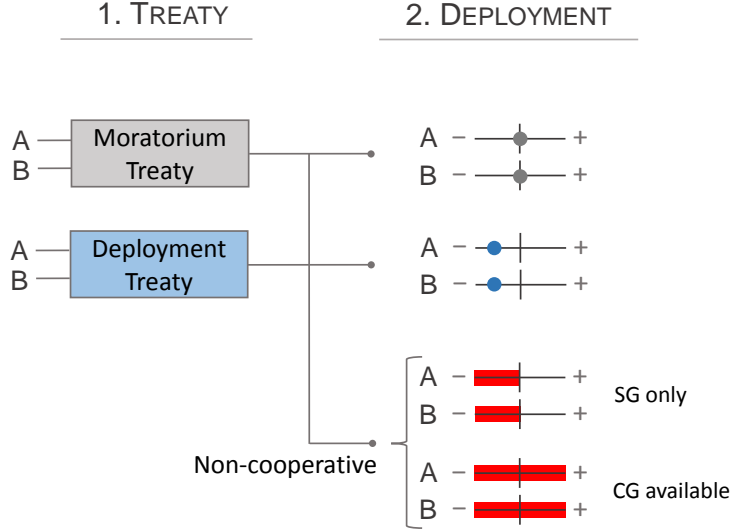 1. TREATY
2. DEPLOYMENT
A
B
Moratorium
Treaty
A − +
B − +
A
B
Deployment
Treaty
A − +
B − +
A − +
B − +
SG only
Non-cooperative
A − +
B − +
CG available